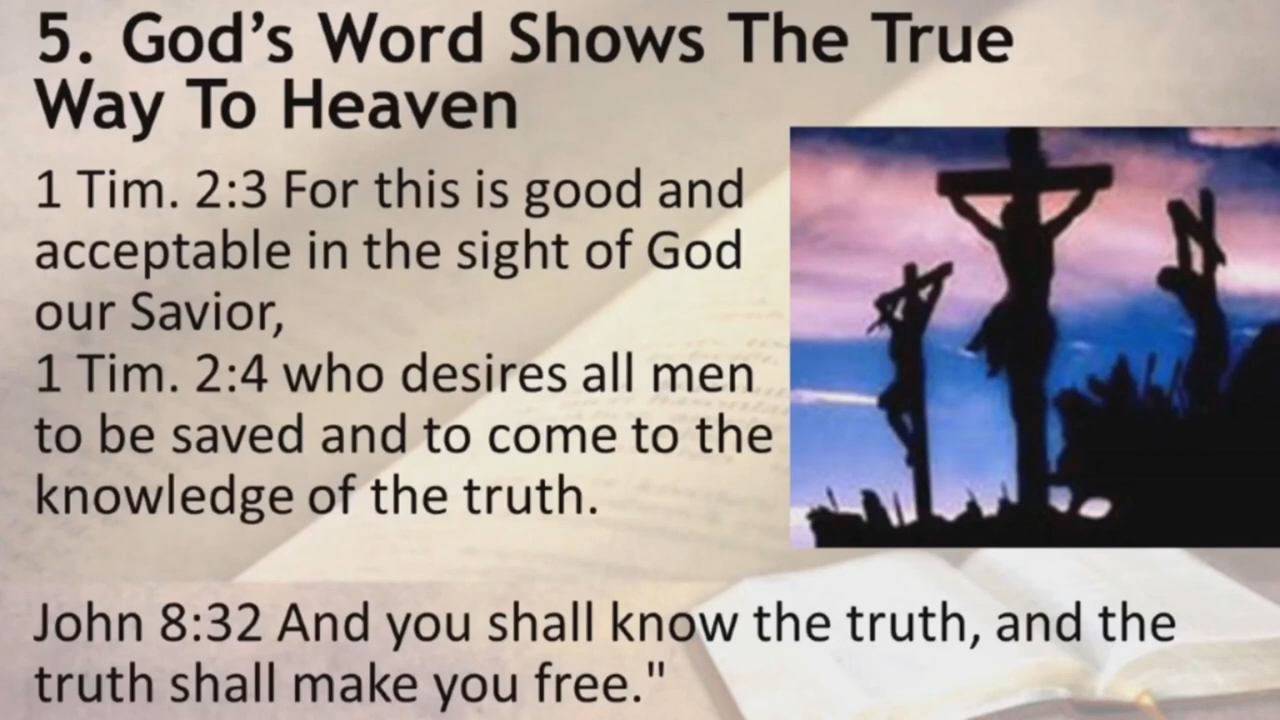 5. God’s Word Shows The True
Way To Heaven
1 Tim. 2:3 For this is good and
acceptable in the sight of God
our Savior,
1 Tim. 2:4 who desires all men
to be saved and to come to the
knowledge of the truth.
John 8:32 And you shall know the truth, and the
truth shall make you free."